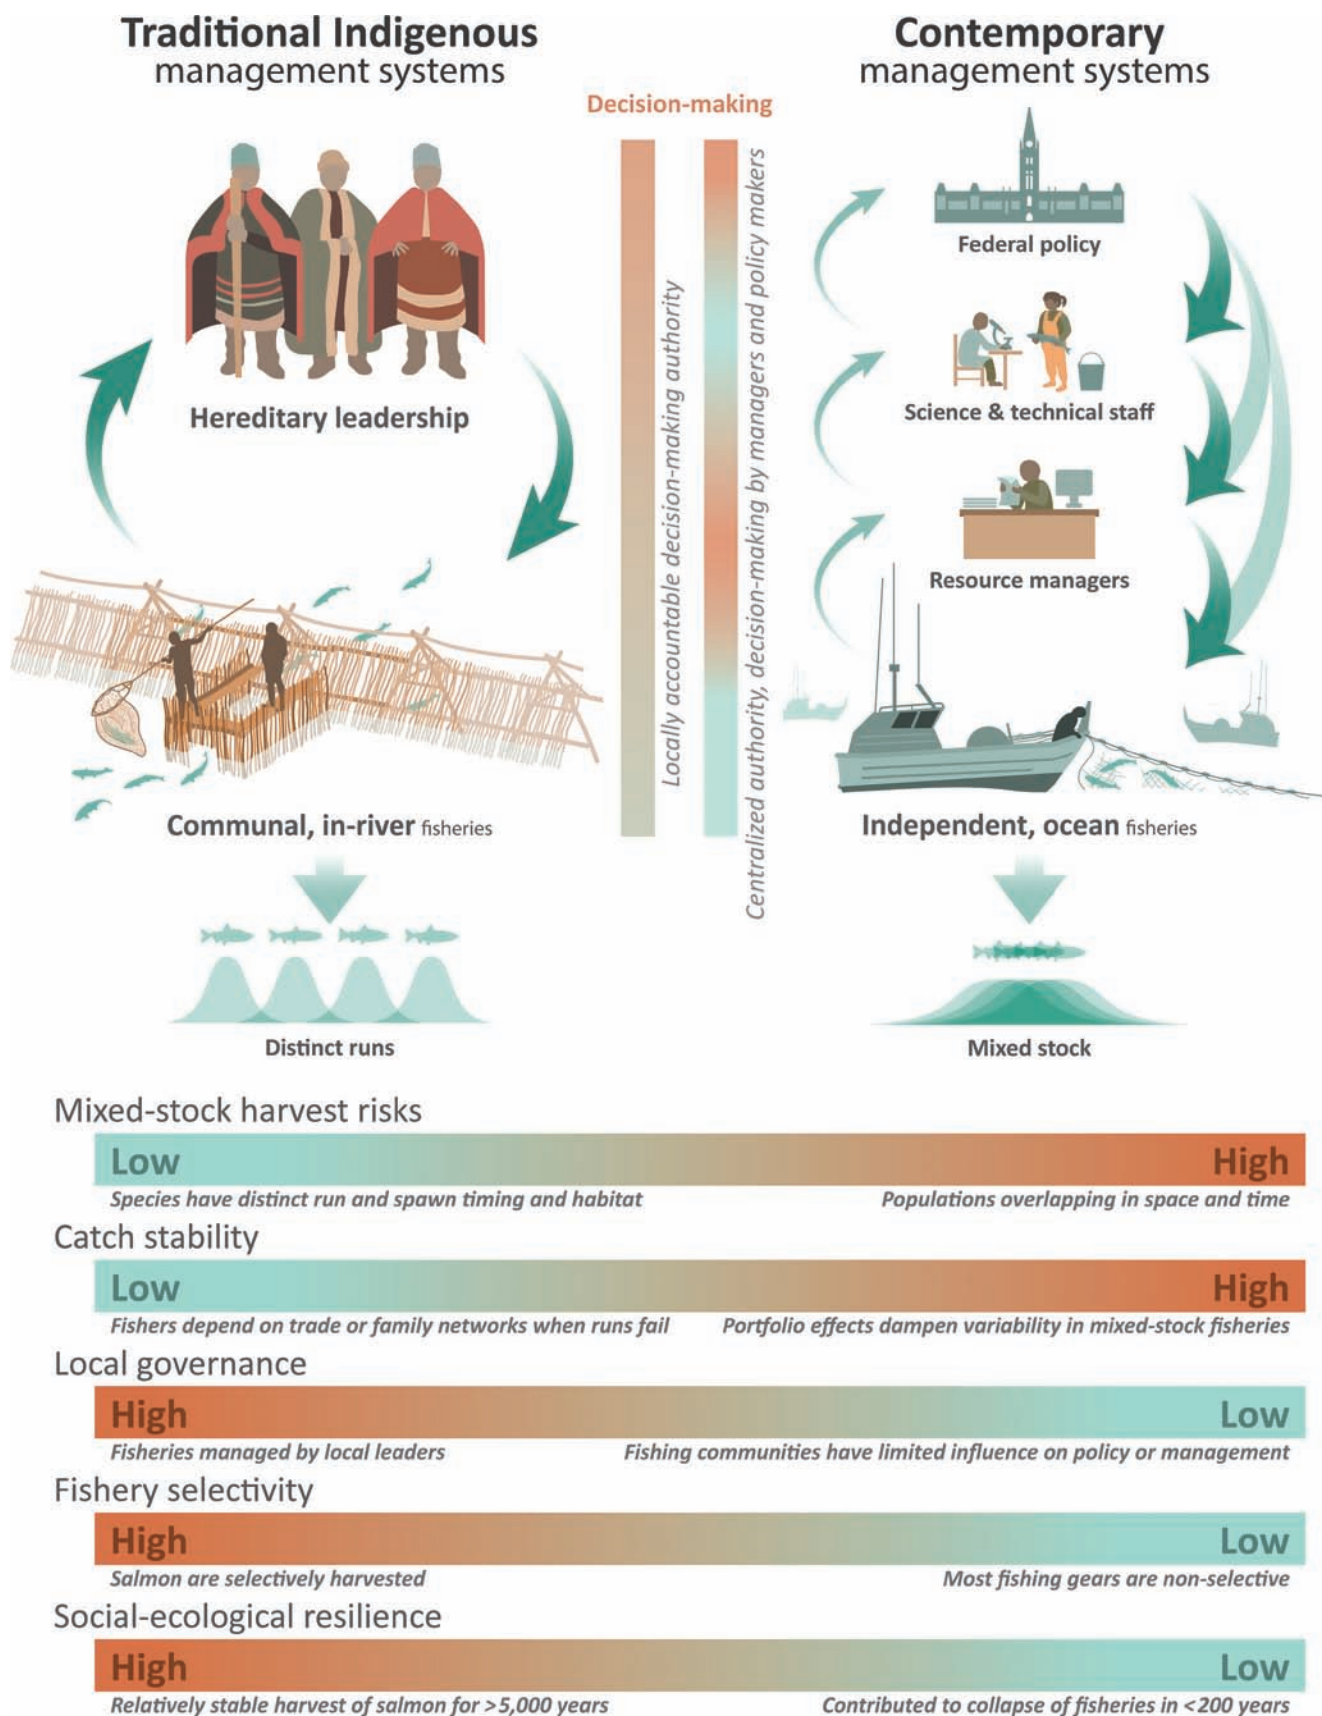 Traditional Indigenous
management systems
Contemporary
management systems
Decision-making
Locally accountable decision-making authority
Centralized authority, decision-making by managers and policy makers
Hereditary leadership
Federal policy
Science & technical staff
Resource managers
Communal, in-river fisheries
Independent, ocean fisheries
Distinct runs
Mixed stock
Mixed-stock harvest risks
Low
High
Species have distinct run and spawn timing and habitat
Populations overlapping in space and time
Catch stability
Low
High
Fishers depend on trade or family networks when runs fail
Portfolio effects dampen variability in mixed-stock fisheries
Local governance
High
Low
Fisheries managed by local leaders
Fishing communities have limited influence on policy or management
Fishery selectivity
High
Low
Salmon are selectively harvested
Most fishing gears are non-selective
Social-ecological resilience
High
Low
Relatively stable harvest of salmon for >5,000 years
Contributed to collapse of fisheries in <200 years